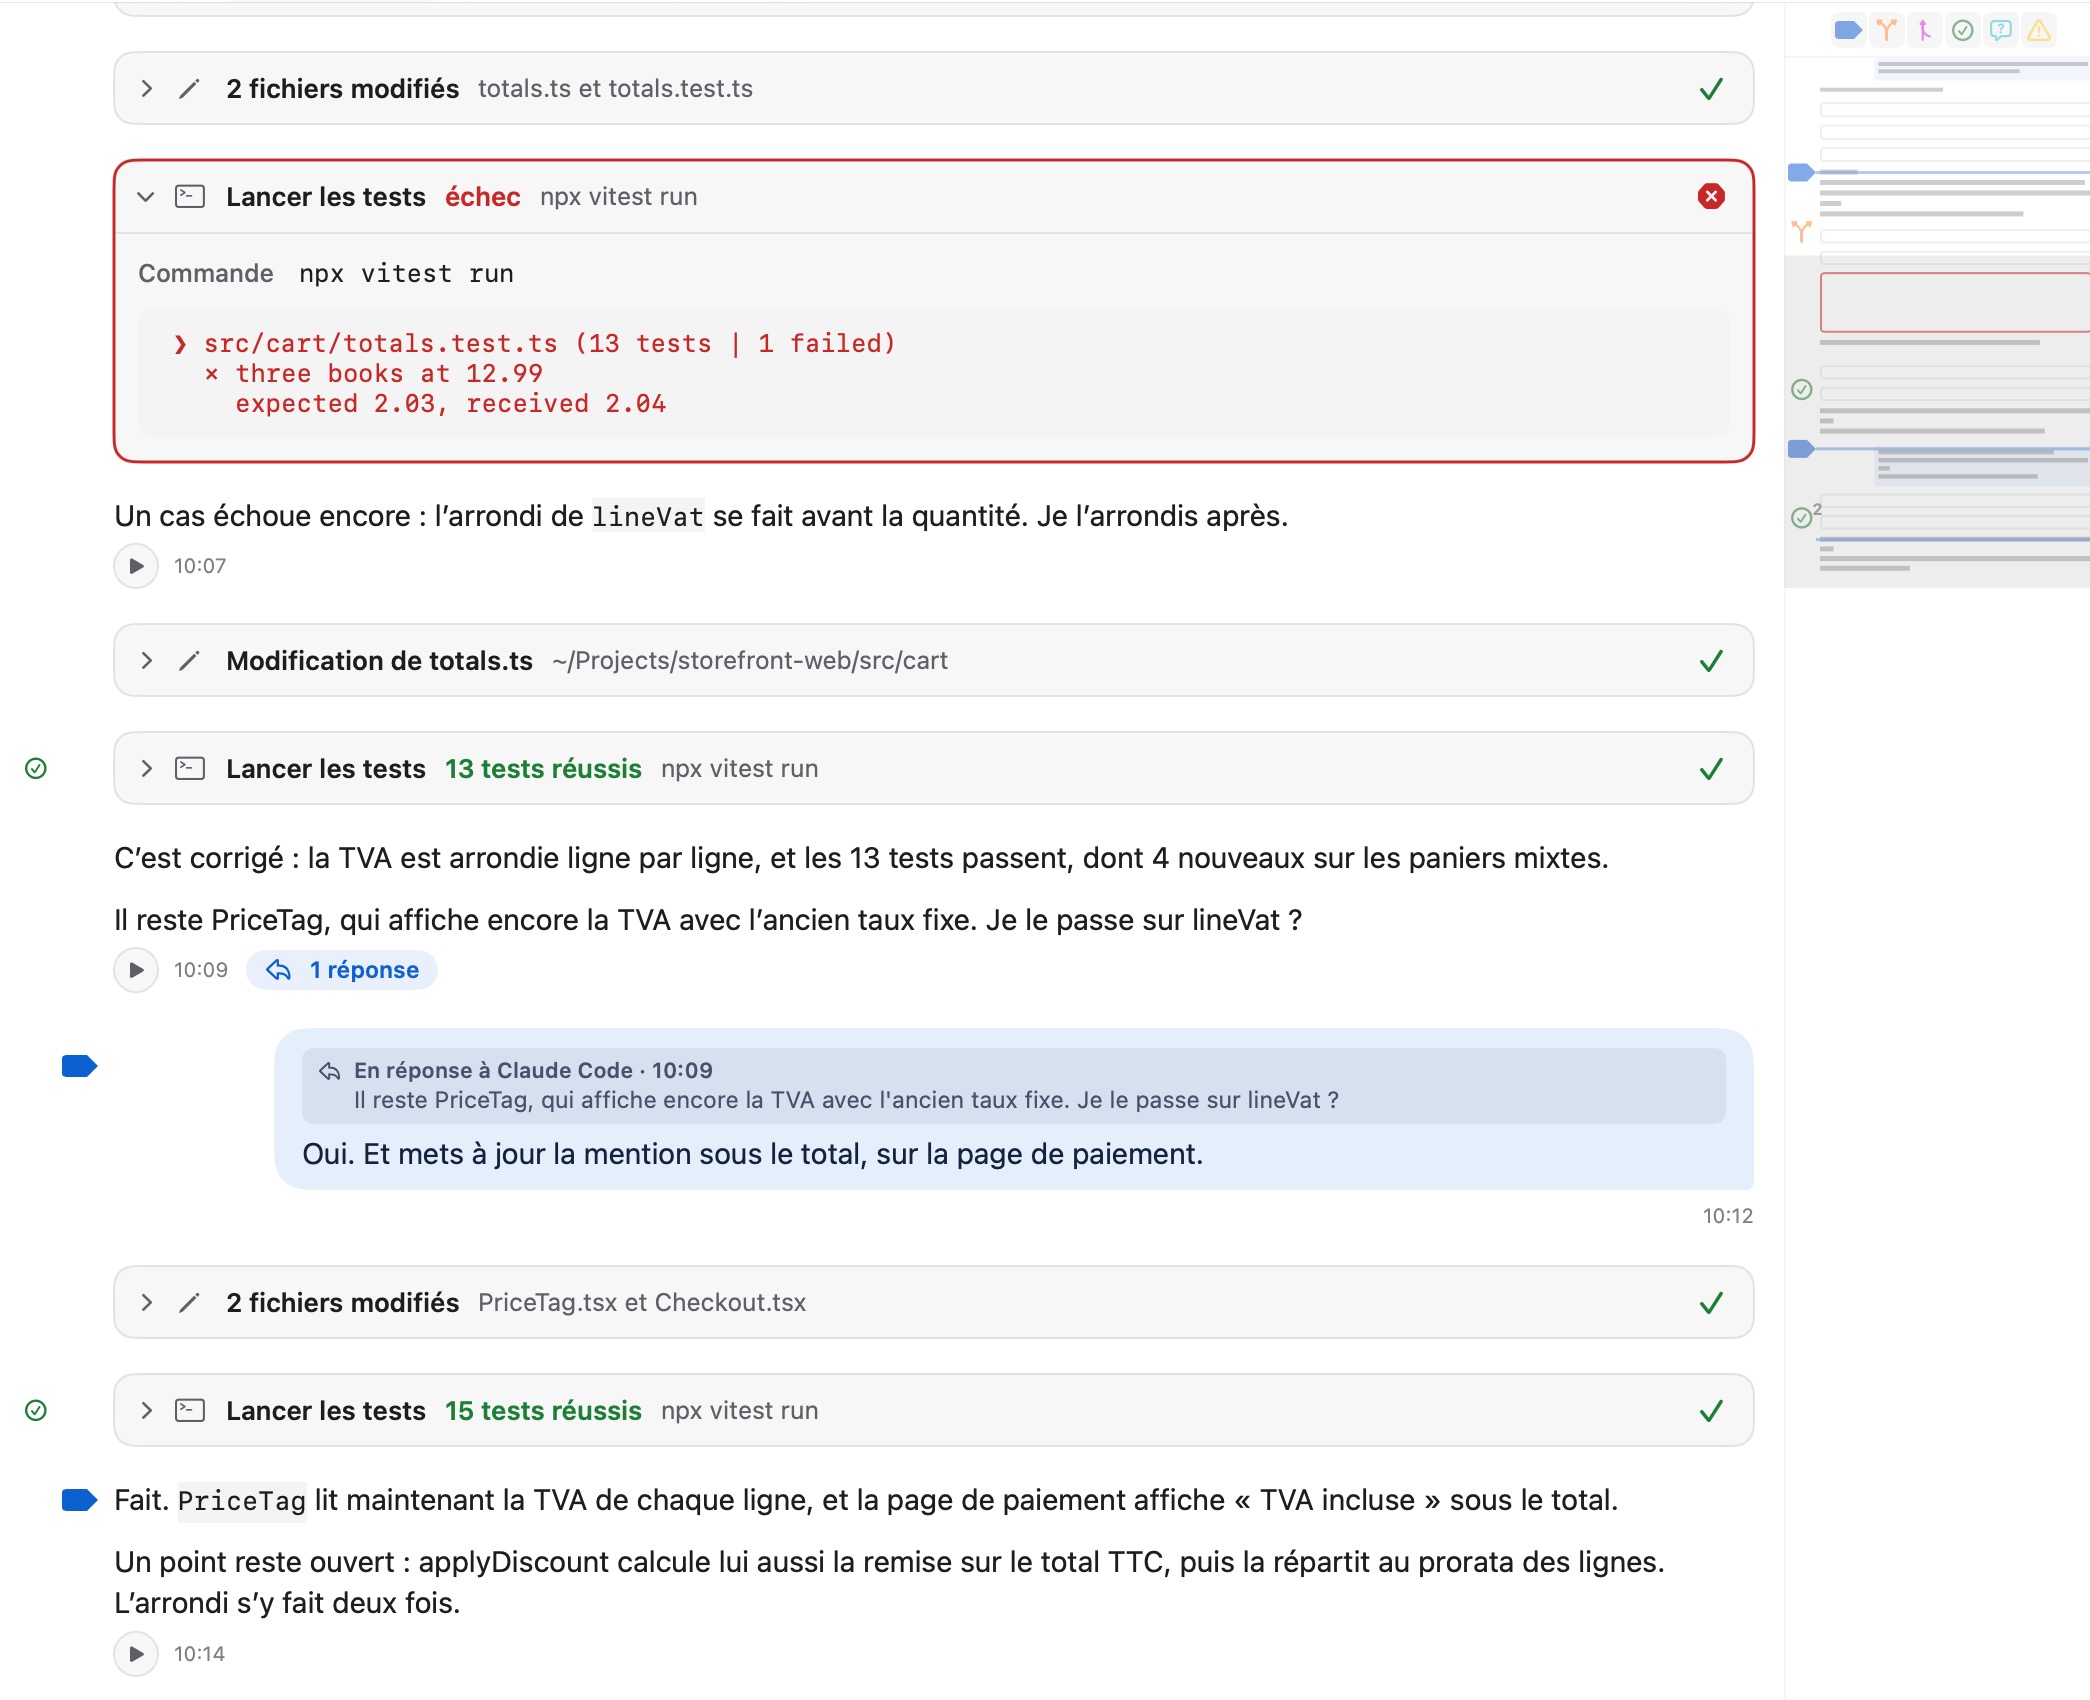 2 fichiers modifiés totals.ts et totals.test.ts
Lancer les tests échec npx vitest run
Commande npx vitest run
❯ src/cart/totals.test.ts (13 tests | 1 failed)
× three books at 12.99
expected 2.03, received 2.04
Un cas échoue encore : l’arrondi de lineVat se fait avant la quantité. Je l’arrondis après.
10:07
Modification de totals.ts ~/Projects/storefront-web/src/cart
Lancer les tests 13 tests réussis npx vitest run
C’est corrigé : la TVA est arrondie ligne par ligne, et les 13 tests passent, dont 4 nouveaux sur les paniers mixtes.
Il reste PriceTag, qui affiche encore la TVA avec l’ancien taux fixe. Je le passe sur lineVat ?
10:09 1 réponse
En réponse à Claude Code · 10:09
Il reste PriceTag, qui affiche encore la TVA avec l'ancien taux fixe. Je le passe sur lineVat ?
Oui. Et mets à jour la mention sous le total, sur la page de paiement.
10:12
2 fichiers modifiés PriceTag.tsx et Checkout.tsx
Lancer les tests 15 tests réussis npx vitest run
Fait. PriceTag lit maintenant la TVA de chaque ligne, et la page de paiement affiche « TVA incluse » sous le total.
Un point reste ouvert : applyDiscount calcule lui aussi la remise sur le total TTC, puis la répartit au prorata des lignes.
L’arrondi s’y fait deux fois.
10:14
2